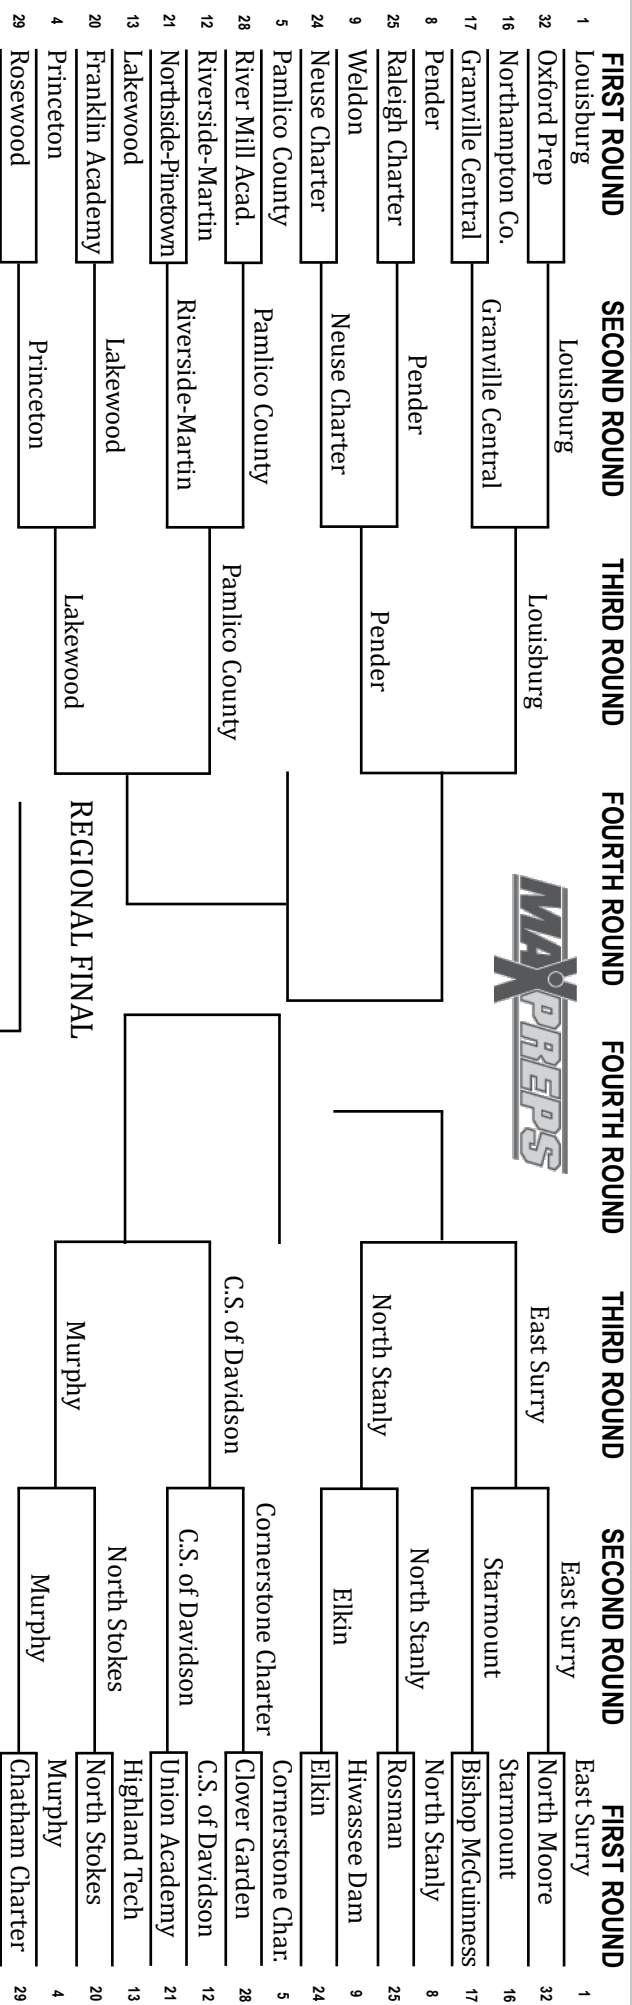 FIRST ROUND
SECOND ROUND
THIRD ROUND
FOURTH ROUND
FOURTH ROUND
THIRD ROUND
SECOND ROUND
FIRST ROUND
1 Louisburg
32 Oxford Prep
16 Northampton Co.
17 Granville Central
8 Pender
25 Raleigh Charter
9 Weldon
24 Neuse Charter
5 Pamlico County
28 River Mill Acad.
12 Riverside-Martin
21 Northside-Pinetown
13 Lakewood
20 Franklin Academy
4 Princeton
29 Rosewood
Louisburg
Granville Central
Pender
Neuse Charter
Pamlico County
Riverside-Martin
Lakewood
Princeton
Louisburg
Pender
Pamlico County
Lakewood
MAXPREPS
REGIONAL FINAL
East Surry
North Stanly
C.S. of Davidson
Murphy
East Surry
Starmount
North Stanly
Elkin
Cornerstone Charter
C.S. of Davidson
North Stokes
Murphy
East Surry 1
North Moore 32
Starmount 16
Bishop McGuinness 17
North Stanly 8
Rosman 25
Hiwassee Dam 9
Elkin 24
Cornerstone Char. 5
Clover Garden 28
C.S. of Davidson 12
Union Academy 21
Highland Tech 13
North Stokes 20
Murphy 4
Chatham Charter 29